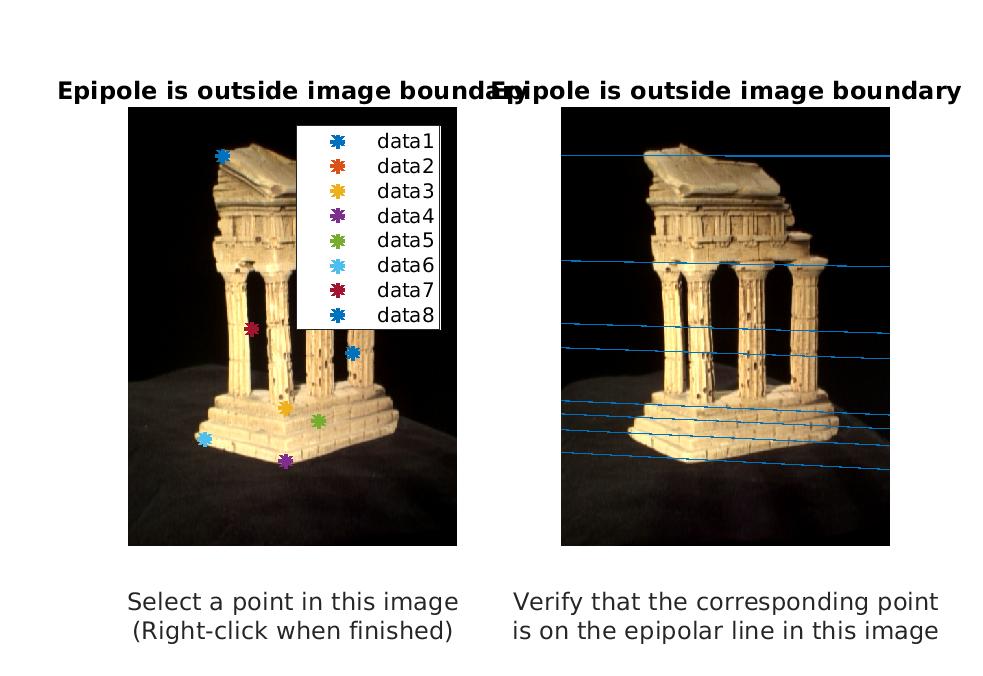 Epipole is outside image boundary
Epipole is outside image boundary
data1
data2
data3
data4
data5
data6
data7
data8
Select a point in this image
(Right-click when finished)
Verify that the corresponding point
is on the epipolar line in this image